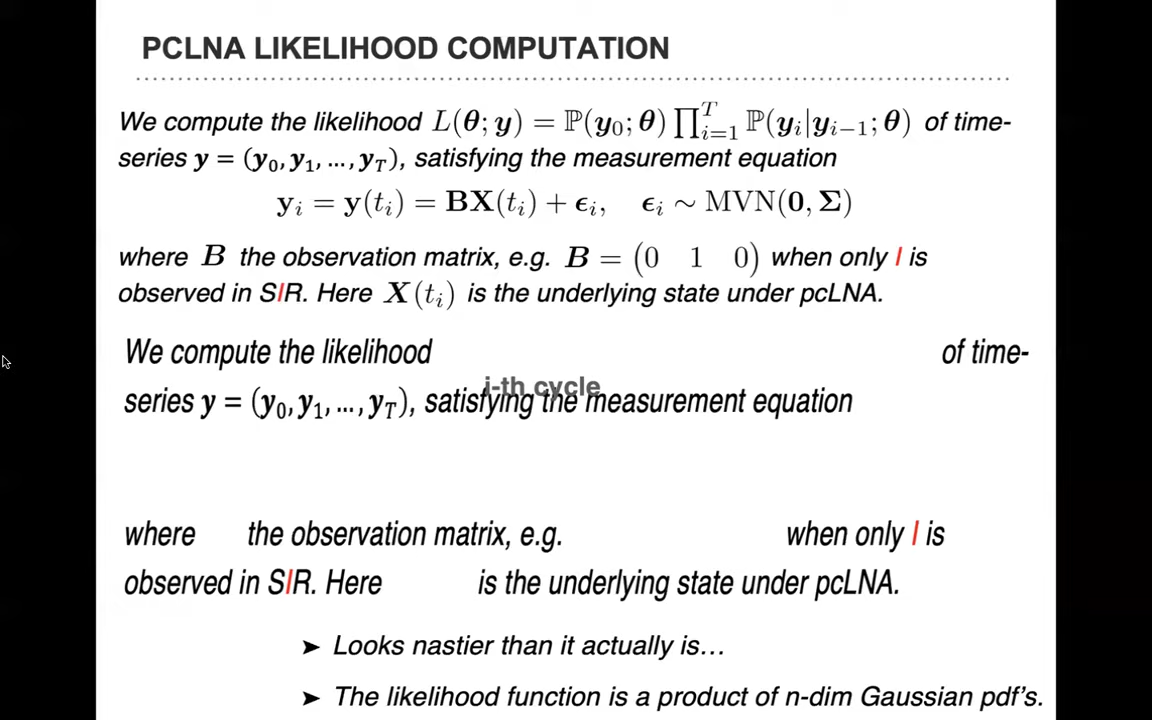 PCLNA LIKELIHOOD COMPUTATION
We compute the likelihood L(θ; y) = ℙ(y₀; θ) ∏ᵢ₌₁ᵀ ℙ(yᵢ|yᵢ₋₁; θ) of time-
series y = (y₀, y₁, ..., y_T), satisfying the measurement equation
yᵢ = y(tᵢ) = BX(tᵢ) + ϵᵢ, ϵᵢ ∼ MVN(0, Σ)
where B the observation matrix, e.g. B = (0 1 0) when only I is
observed in SIR. Here X(tᵢ) is the underlying state under pcLNA.
We compute the likelihood of time-
i-th cycle
series y = (y₀, y₁, ..., y_T), satisfying the measurement equation
where the observation matrix, e.g. when only I is
observed in SIR. Here is the underlying state under pcLNA.
➤ Looks nastier than it actually is…
➤ The likelihood function is a product of n-dim Gaussian pdf's.